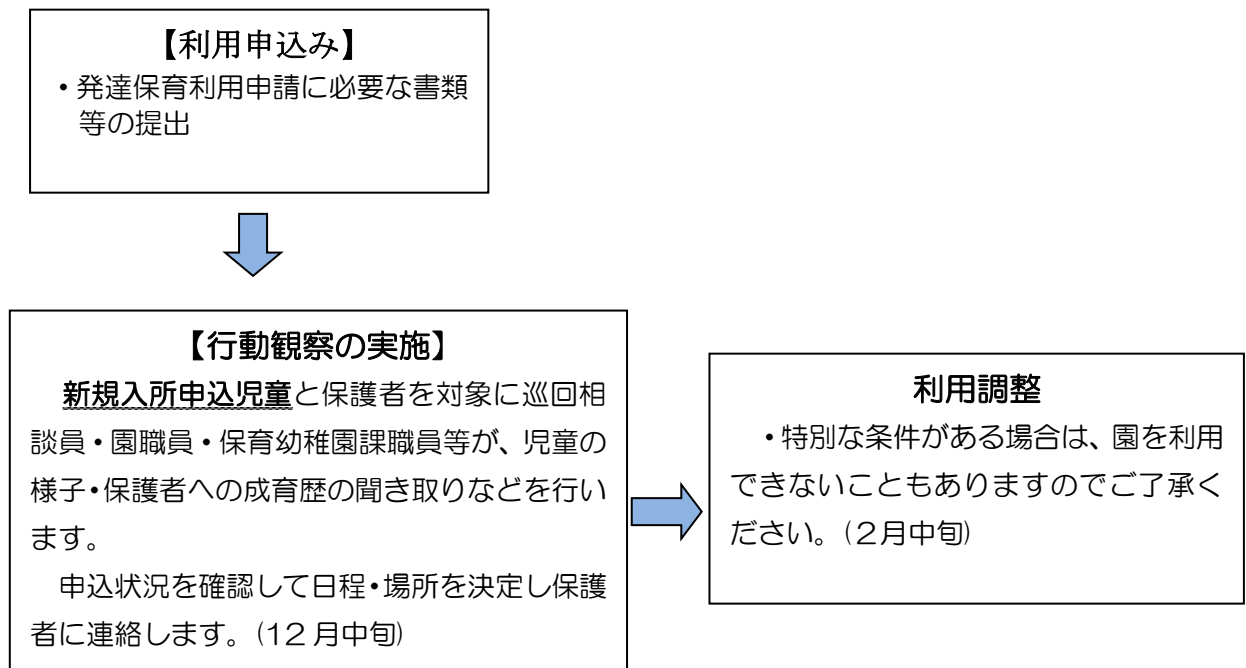 【利用申込み】
・発達保育利用申請に必要な書類
等の提出
【行動観察の実施】
新規入所申込児童と保護者を対象に巡回相
談員・園職員・保育幼稚園課職員等が、児童の
様子・保護者への成育歴の聞き取りなどを行い
ます。
申込状況を確認して日程・場所を決定し保護
者に連絡します。(12月中旬)
利用調整
・特別な条件がある場合は、園を利用
できないこともありますのでご了承く
ださい。(2月中旬)